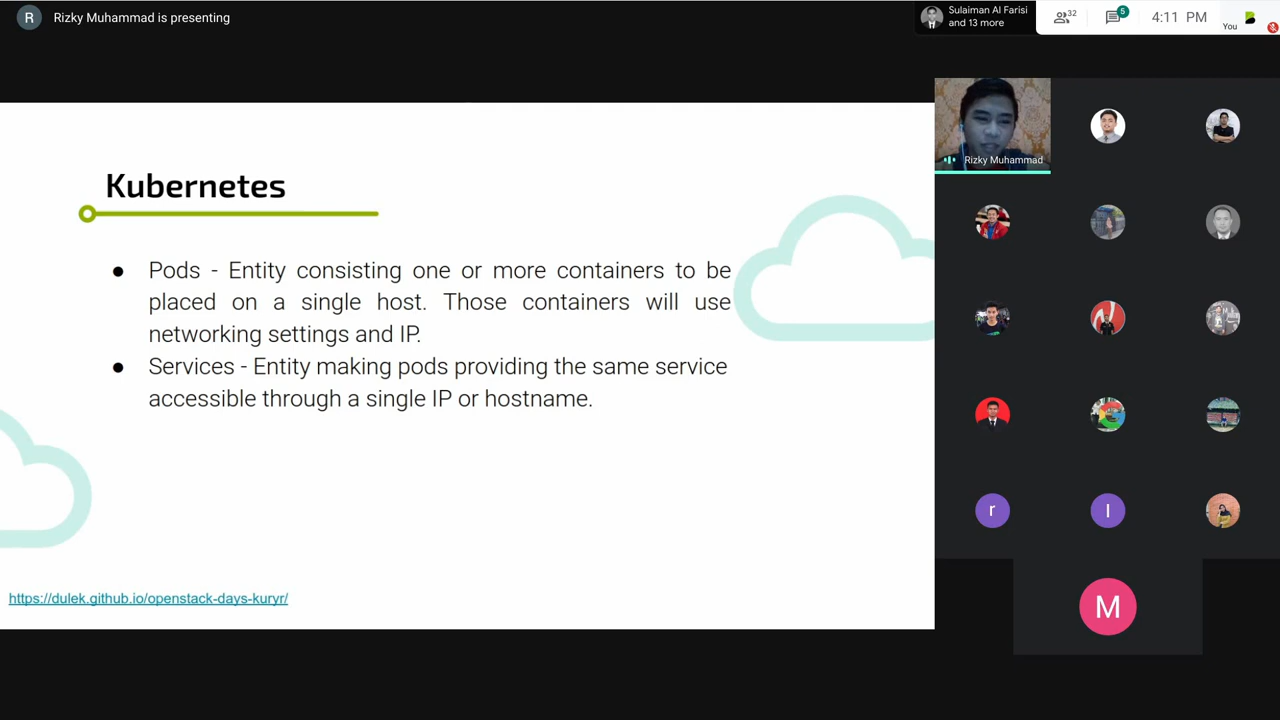 R Rizky Muhammad is presenting
Sulaiman Al Farisi
and 13 more
32
5
4:11 PM
You
Rizky Muhammad
Kubernetes
● Pods - Entity consisting one or more containers to be
placed on a single host. Those containers will use
networking settings and IP.
● Services - Entity making pods providing the same service
accessible through a single IP or hostname.
https://dulek.github.io/openstack-days-kuryr/
r
l
M